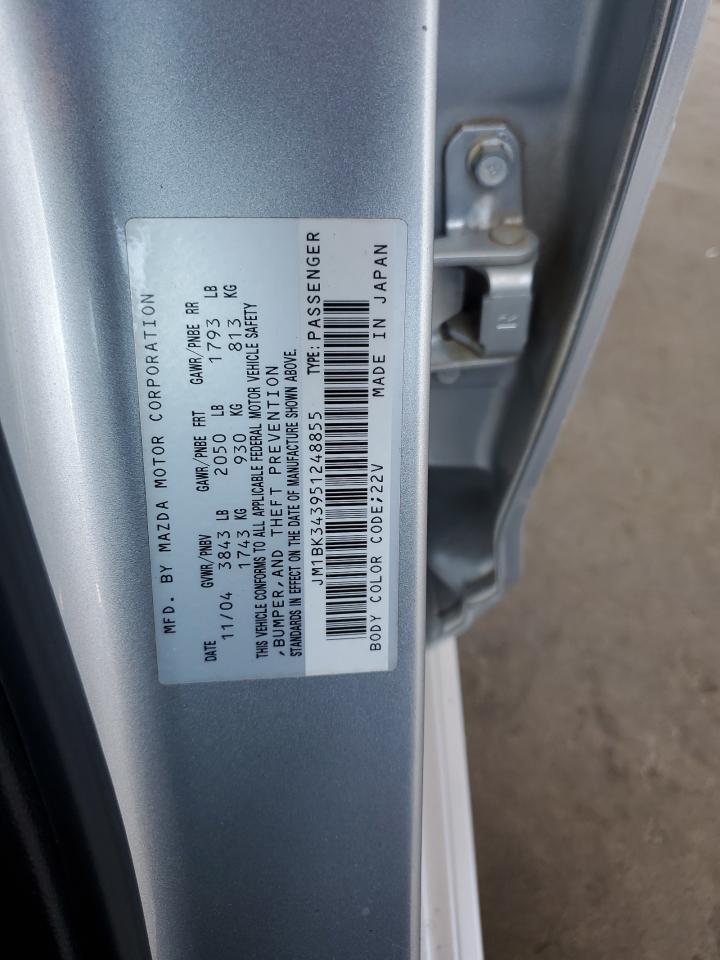 MFD. BY MAZDA MOTOR CORPORATION
DATE GVWR/PNBV GAWR/PNBE FRT GAWR/PNBE RR
11/04 3843 LB 2050 LB 1793 LB
1743 KG 930 KG 813 KG
THIS VEHICLE CONFORMS TO ALL APPLICABLE FEDERAL MOTOR VEHICLE SAFETY
,BUMPER,AND THEFT PREVENTION
STANDARDS IN EFFECT ON THE DATE OF MANUFACTURE SHOWN ABOVE.
JM1BK343951248855 TYPE: PASSENGER
BODY COLOR CODE;22V MADE IN JAPAN